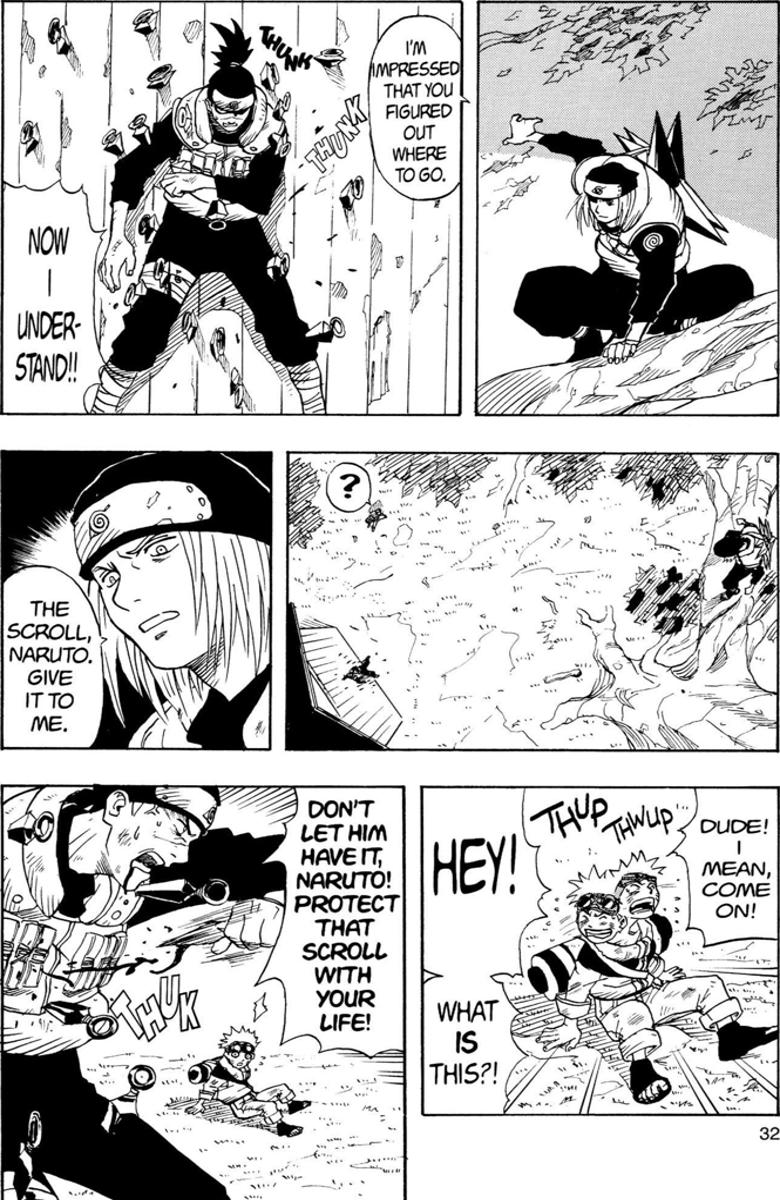 I'M
IMPRESSED
THAT YOU
FIGURED
OUT
WHERE
TO GO.
THUNK
THUNK
NOW
I
UNDER-
STAND!!
?
THE
SCROLL,
NARUTO.
GIVE
IT TO
ME.
DUDE!
I
MEAN,
COME
ON!
THUP
THWUP
HEY!
WHAT
IS
THIS?!
DON'T
LET HIM
HAVE IT,
NARUTO!
PROTECT
THAT
SCROLL
WITH
YOUR
LIFE!
THUK
32